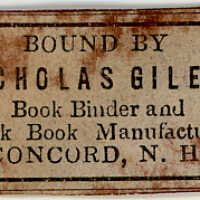 BOUND BY
CHOLAS GILE
Book Binder and
k Book Manufactu
CONCORD, N. H